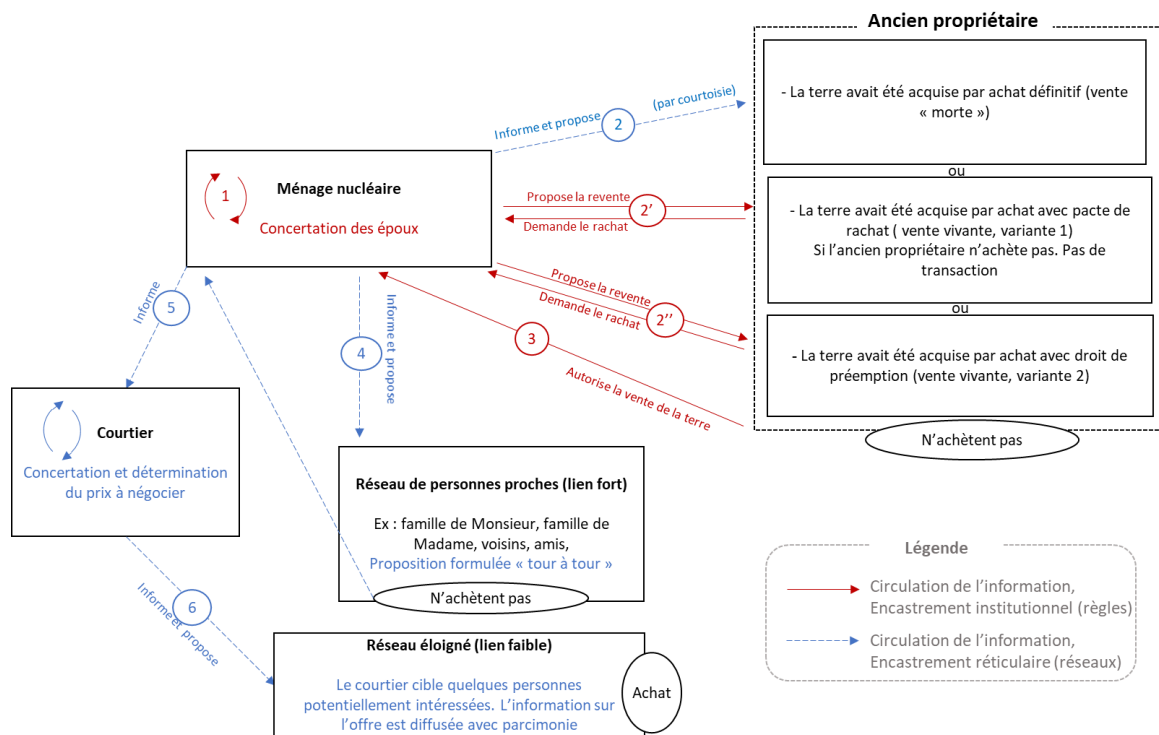 Ancien propriétaire
- La terre avait été acquise par achat définitif (vente
« morte »)
ou
- La terre avait été acquise par achat avec pacte de
rachat ( vente vivante, variante 1)
Si l’ancien propriétaire n’achète pas. Pas de
transaction
ou
- La terre avait été acquise par achat avec droit de
préemption (vente vivante, variante 2)
N’achètent pas
Informe et propose
2
(par courtoisie)
Ménage nucléaire
1
Concertation des époux
Propose la revente
2'
Demande le rachat
Propose la revente
2''
Demande le rachat
3
Autorise la vente de la terre
Informe
5
Informe et propose
4
Courtier
Concertation et détermination
du prix à négocier
Réseau de personnes proches (lien fort)
Ex : famille de Monsieur, famille de
Madame, voisins, amis,
Proposition formulée « tour à tour »
N’achètent pas
Informe et propose
6
Réseau éloigné (lien faible)
Le courtier cible quelques personnes
potentiellement intéressées. L’information sur
l’offre est diffusée avec parcimonie
Achat
Légende
Circulation de l’information,
Encastrement institutionnel (règles)
Circulation de l’information,
Encastrement réticulaire (réseaux)